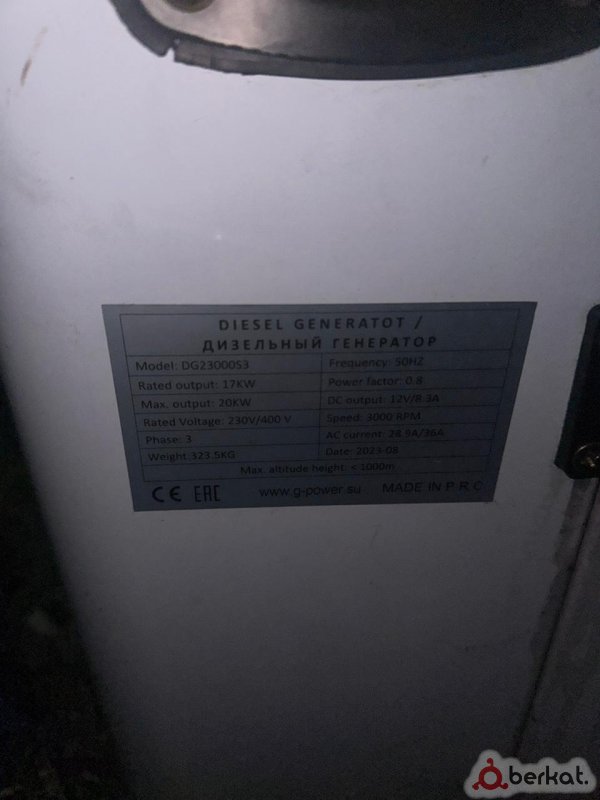 DIESEL GENERATOT /
ДИЗЕЛЬНЫЙ ГЕНЕРАТОР
Model: DG23000S3
Frequency: 50HZ
Rated output: 17KW
Power factor: 0.8
Max. output: 20KW
DC output: 12V/8.3A
Rated Voltage: 230V/400 V
Speed: 3000 RPM
Phase: 3
AC current: 28.9A/36A
Weight 323.5KG
Date: 2023-08
Max. altitude height: < 1000m
CE EAC www.g-power.su MADE IN P R C
berkat.